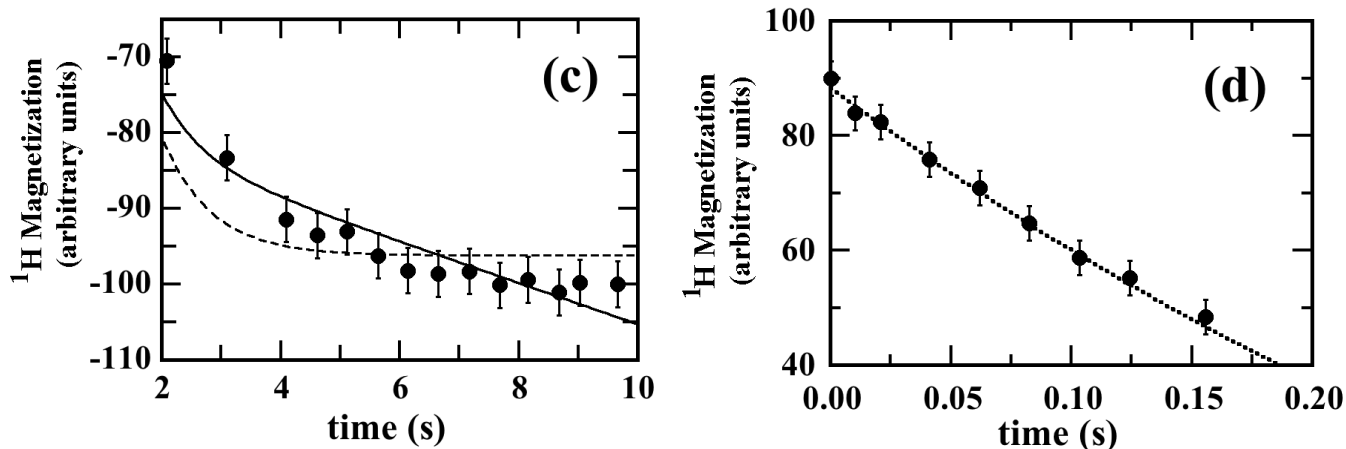 (c)
-70
-80
-90
-100
-110
¹H Magnetization
(arbitrary units)
2
4
6
8
10
time (s)
(d)
100
80
60
40
¹H Magnetization
(arbitrary units)
0.00
0.05
0.10
0.15
0.20
time (s)